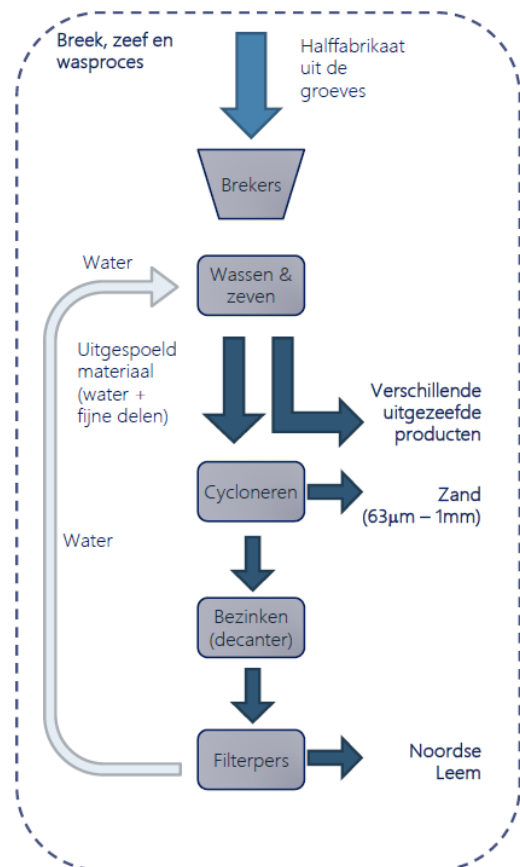 Breek, zeef en
wasproces
Halffabrikaat
uit de
groeves
Brekers
Water
Wassen &
zeven
Uitgespoeld
materiaal
(water +
fijne delen)
Verschillende
uitgezeefde
producten
Cycloneren
Zand
(63µm – 1mm)
Water
Bezinken
(decanter)
Filterpers
Noordse
Leem